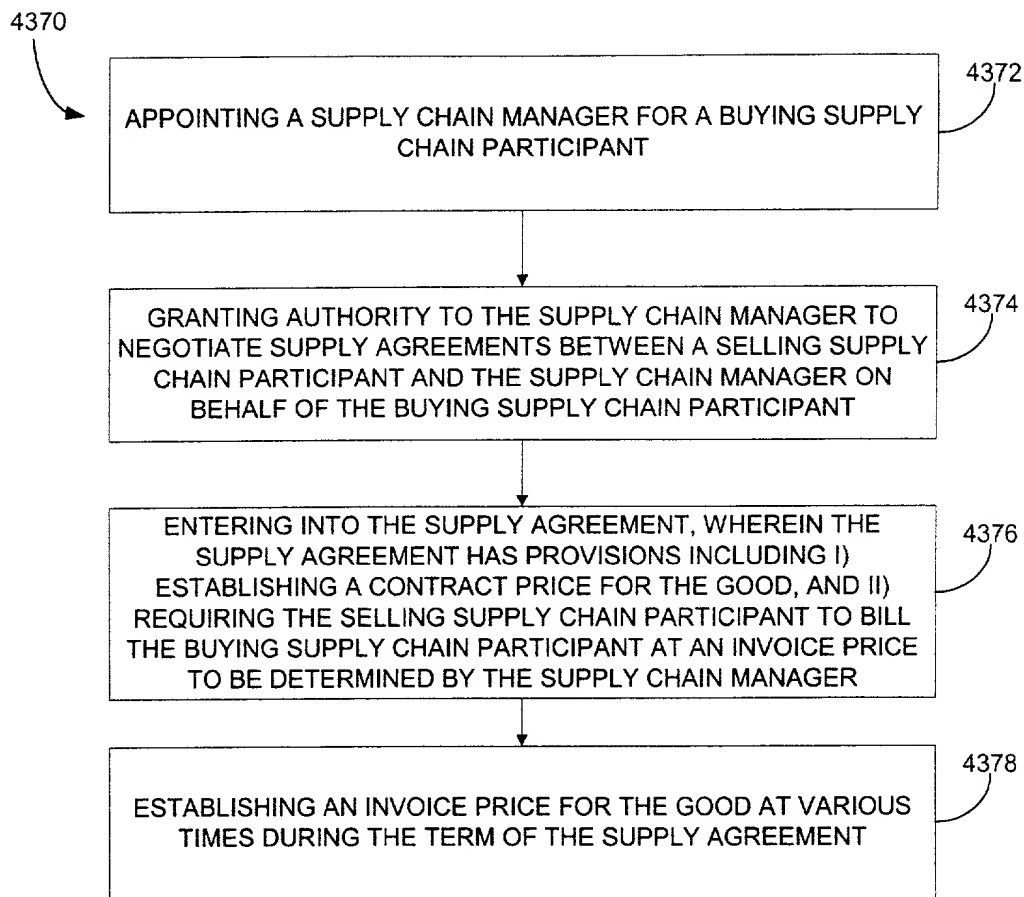 4370
4372
APPOINTING A SUPPLY CHAIN MANAGER FOR A BUYING SUPPLY
CHAIN PARTICIPANT
4374
GRANTING AUTHORITY TO THE SUPPLY CHAIN MANAGER TO
NEGOTIATE SUPPLY AGREEMENTS BETWEEN A SELLING SUPPLY
CHAIN PARTICIPANT AND THE SUPPLY CHAIN MANAGER ON
BEHALF OF THE BUYING SUPPLY CHAIN PARTICIPANT
4376
ENTERING INTO THE SUPPLY AGREEMENT, WHEREIN THE
SUPPLY AGREEMENT HAS PROVISIONS INCLUDING I)
ESTABLISHING A CONTRACT PRICE FOR THE GOOD, AND II)
REQUIRING THE SELLING SUPPLY CHAIN PARTICIPANT TO BILL
THE BUYING SUPPLY CHAIN PARTICIPANT AT AN INVOICE PRICE
TO BE DETERMINED BY THE SUPPLY CHAIN MANAGER
4378
ESTABLISHING AN INVOICE PRICE FOR THE GOOD AT VARIOUS
TIMES DURING THE TERM OF THE SUPPLY AGREEMENT